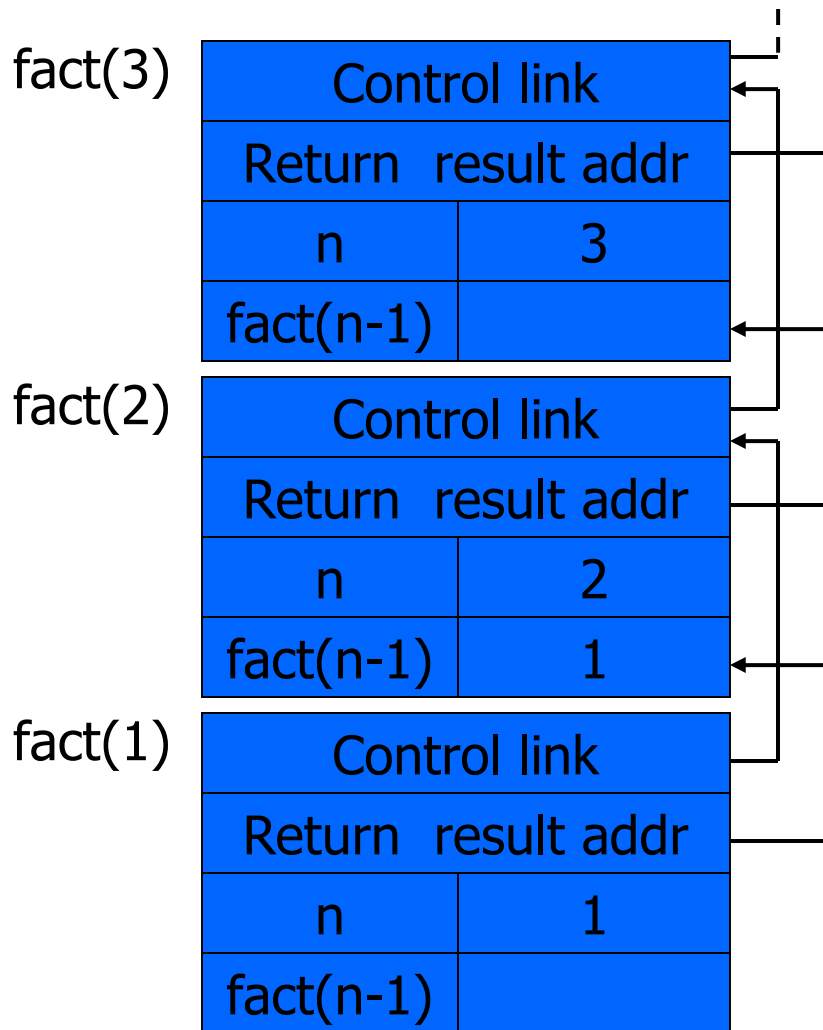 fact(3)
Control link
Return result addr
n 3
fact(n-1)
fact(2)
Control link
Return result addr
n 2
fact(n-1) 1
fact(1)
Control link
Return result addr
n 1
fact(n-1)